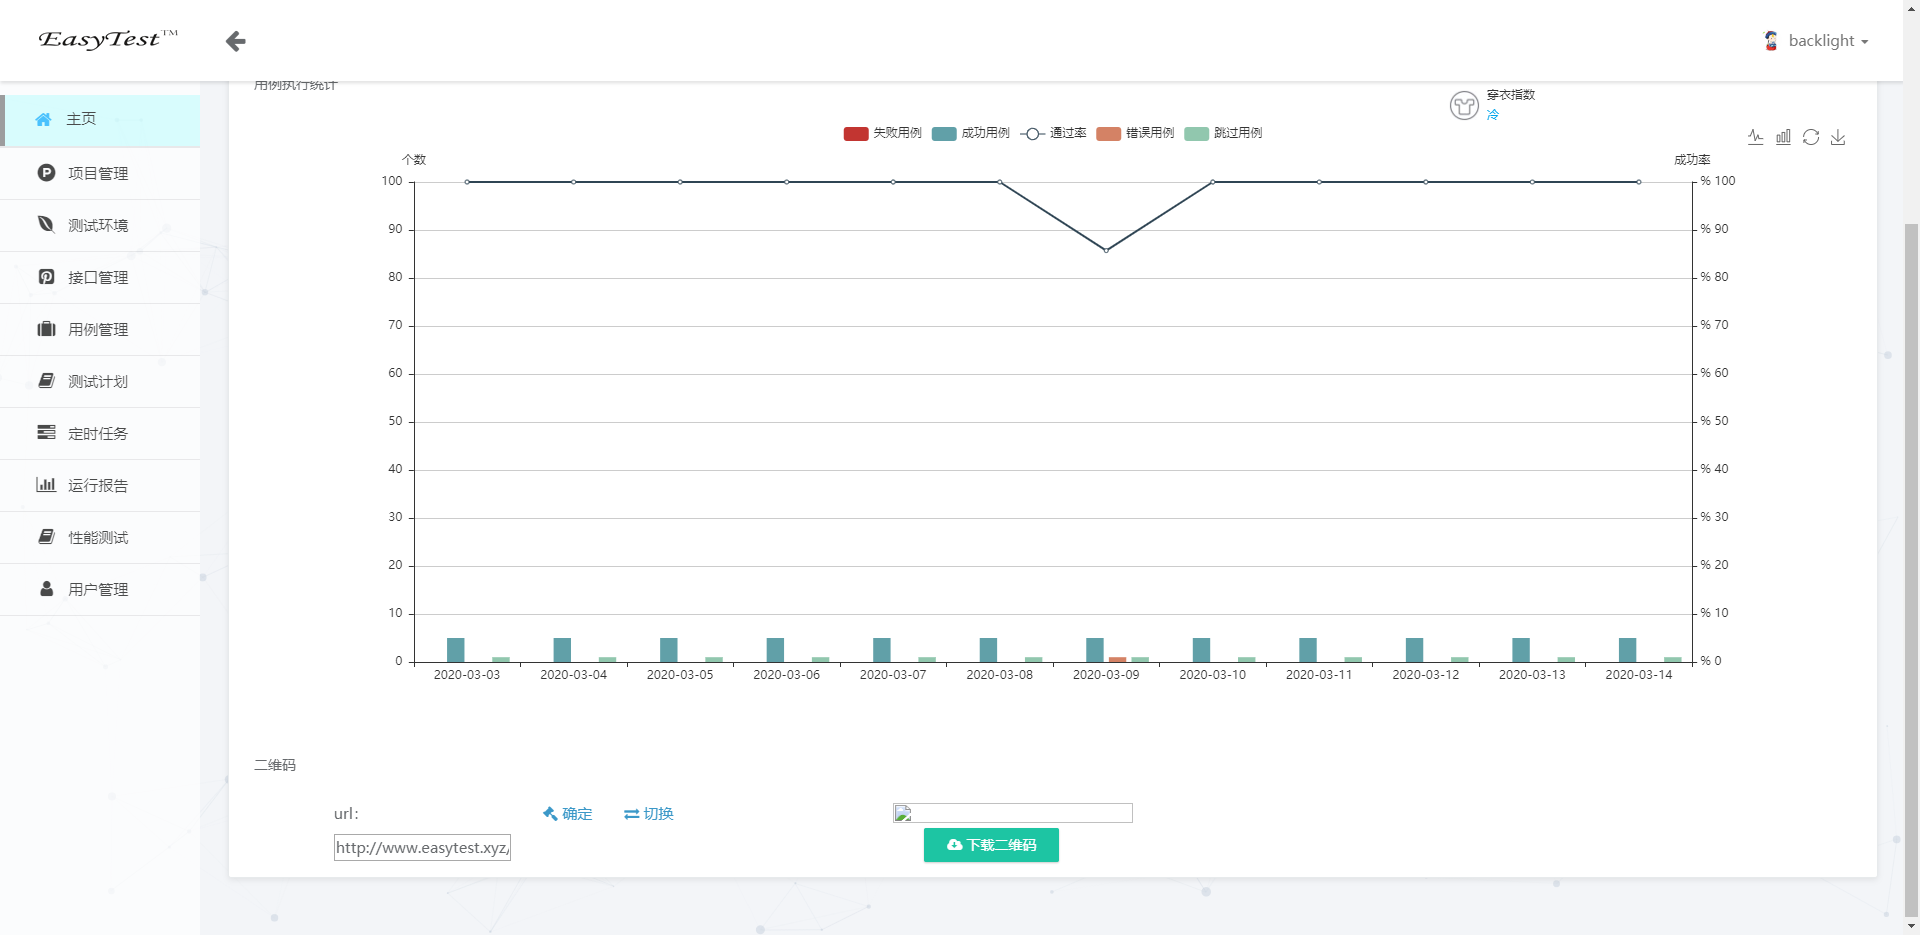 EasyTest™
backlight
主页
项目管理
测试环境
接口管理
用例管理
测试计划
定时任务
运行报告
性能测试
用户管理
用例执行统计
穿衣指数
冷
失败用例 成功用例 通过率 错误用例 跳过用例
个数 成功率
100 % 100
90 % 90
80 % 80
70 % 70
60 % 60
50 % 50
40 % 40
30 % 30
20 % 20
10 % 10
0 % 0
2020-03-03 2020-03-04 2020-03-05 2020-03-06 2020-03-07 2020-03-08 2020-03-09 2020-03-10 2020-03-11 2020-03-12 2020-03-13 2020-03-14
二维码
url: 确定 切换
http://www.easytest.xyz/
下载二维码